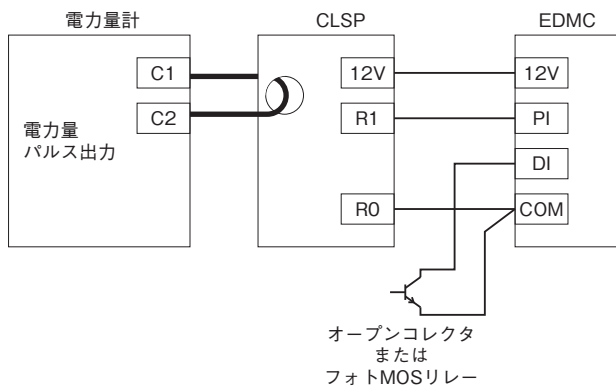 電力量計
CLSP
EDMC
C1
12V
12V
C2
R1
PI
電力量
パルス出力
DI
R0
COM
オープンコレクタ
または
フォトMOSリレー